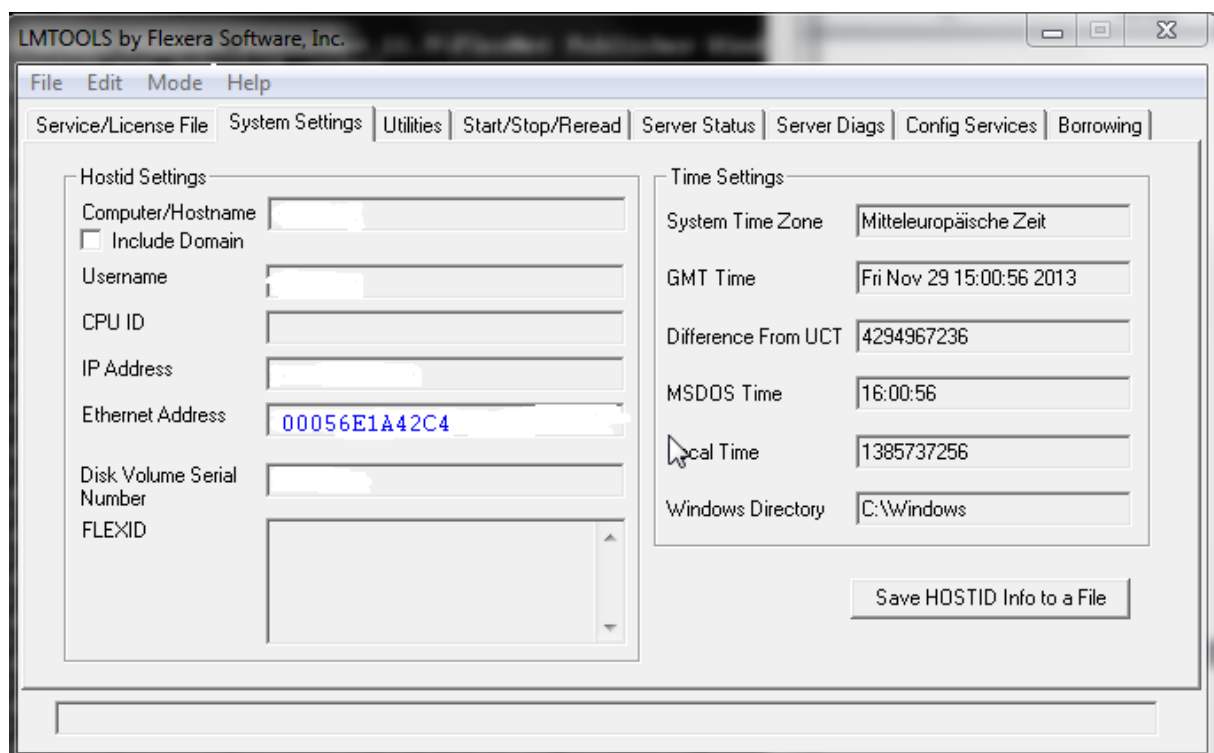 LMTOOLS by Flexera Software, Inc.
File Edit Mode Help
Service/License File System Settings Utilities Start/Stop/Reread Server Status Server Diags Config Services Borrowing
Hostid Settings
Computer/Hostname
Include Domain
Username
CPU ID
IP Address
Ethernet Address 00056E1A42C4
Disk Volume Serial
Number
FLEXID
Time Settings
System Time Zone Mitteleuropäische Zeit
GMT Time Fri Nov 29 15:00:56 2013
Difference From UCT 4294967236
MSDOS Time 16:00:56
Local Time 1385737256
Windows Directory C:\Windows
Save HOSTID Info to a File